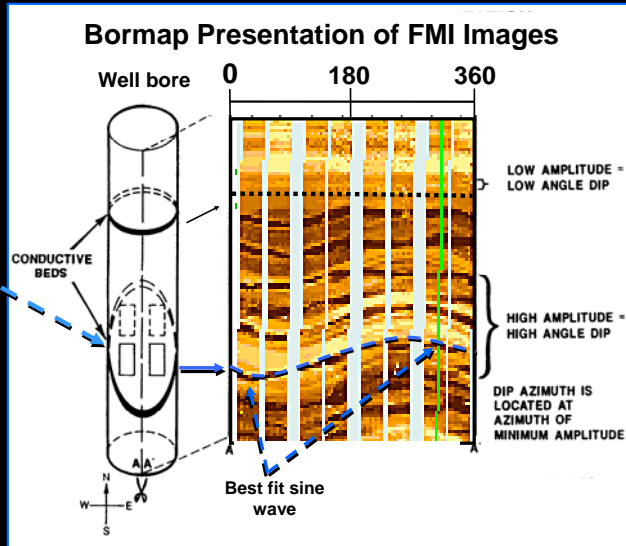 Bormap Presentation of FMI Images
Well bore
0 180 360
LOW AMPLITUDE =
LOW ANGLE DIP
CONDUCTIVE
BEDS
HIGH AMPLITUDE =
HIGH ANGLE DIP
DIP AZIMUTH IS
LOCATED AT
AZIMUTH OF
MINIMUM AMPLITUDE
A A'
A A
N
W E
S
Best fit sine
wave